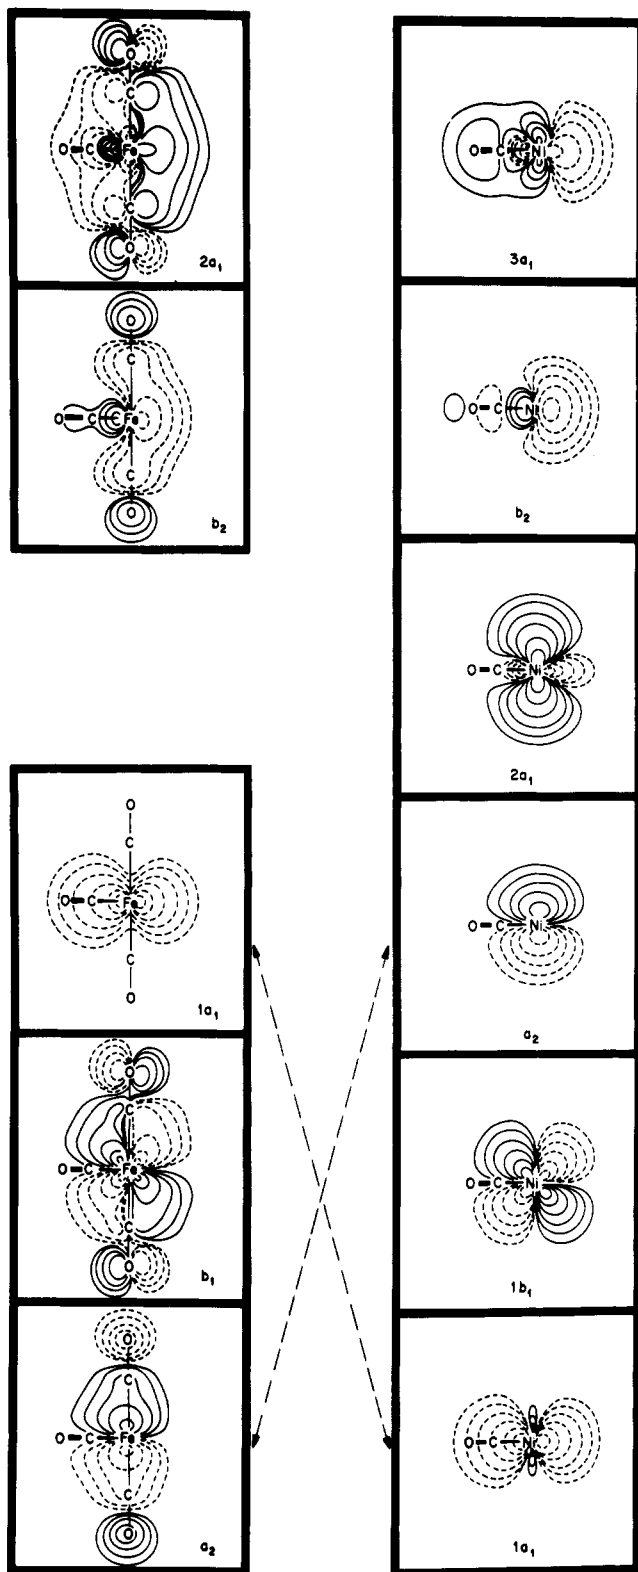 O
C
O=C Fe
C
O
2a₁
O
C
O=C Fe
C
O
b₂
O
C
O=C-Fe
C
O
1a₁
O
C
O=C-Fe
C
O
b₁
O
C
O=C-Fe
C
O
a₂
O=C-Ni
3a₁
O=C-Ni
b₂
O=C-Ni
2a₁
O=C-Ni
a₂
O=C-Ni
1b₁
O=C-Ni
1a₁